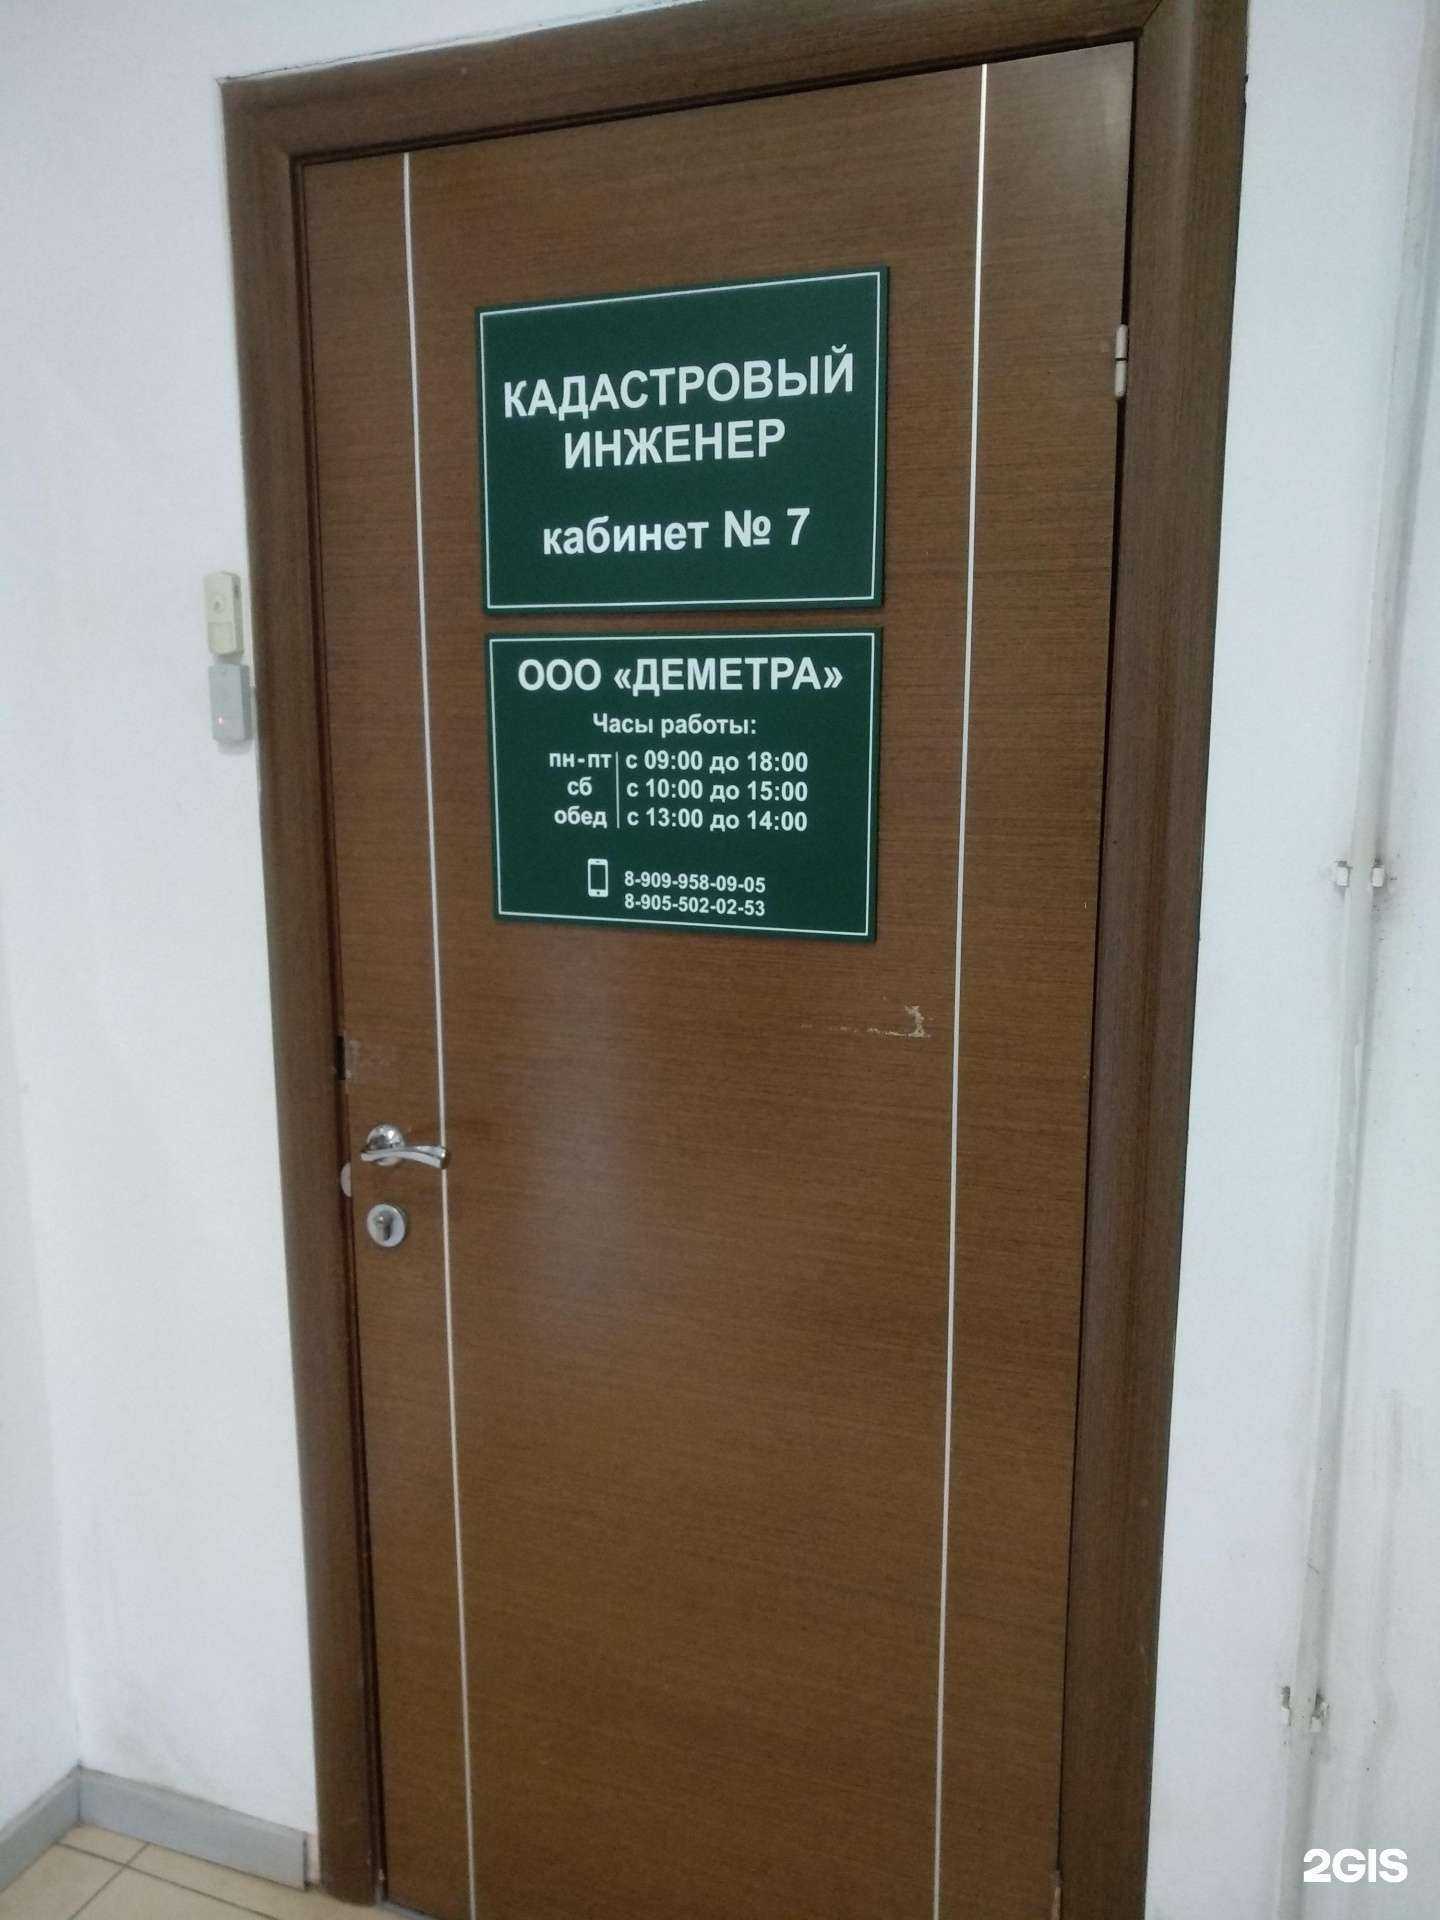 КАДАСТРОВЫЙ
ИНЖЕНЕР
кабинет № 7
ООО «ДЕМЕТРА»
Часы работы:
пн-пт с 09:00 до 18:00
сб с 10:00 до 15:00
обед с 13:00 до 14:00
8-909-958-09-05
8-905-502-02-53
2GIS